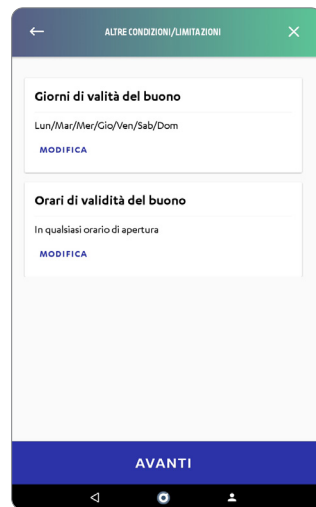 ALTRE CONDIZIONI/LIMITAZIONI
Giorni di valità del buono
Lun/Mar/Mer/Gio/Ven/Sab/Dom
MODIFICA
Orari di validità del buono
In qualsiasi orario di apertura
MODIFICA
AVANTI